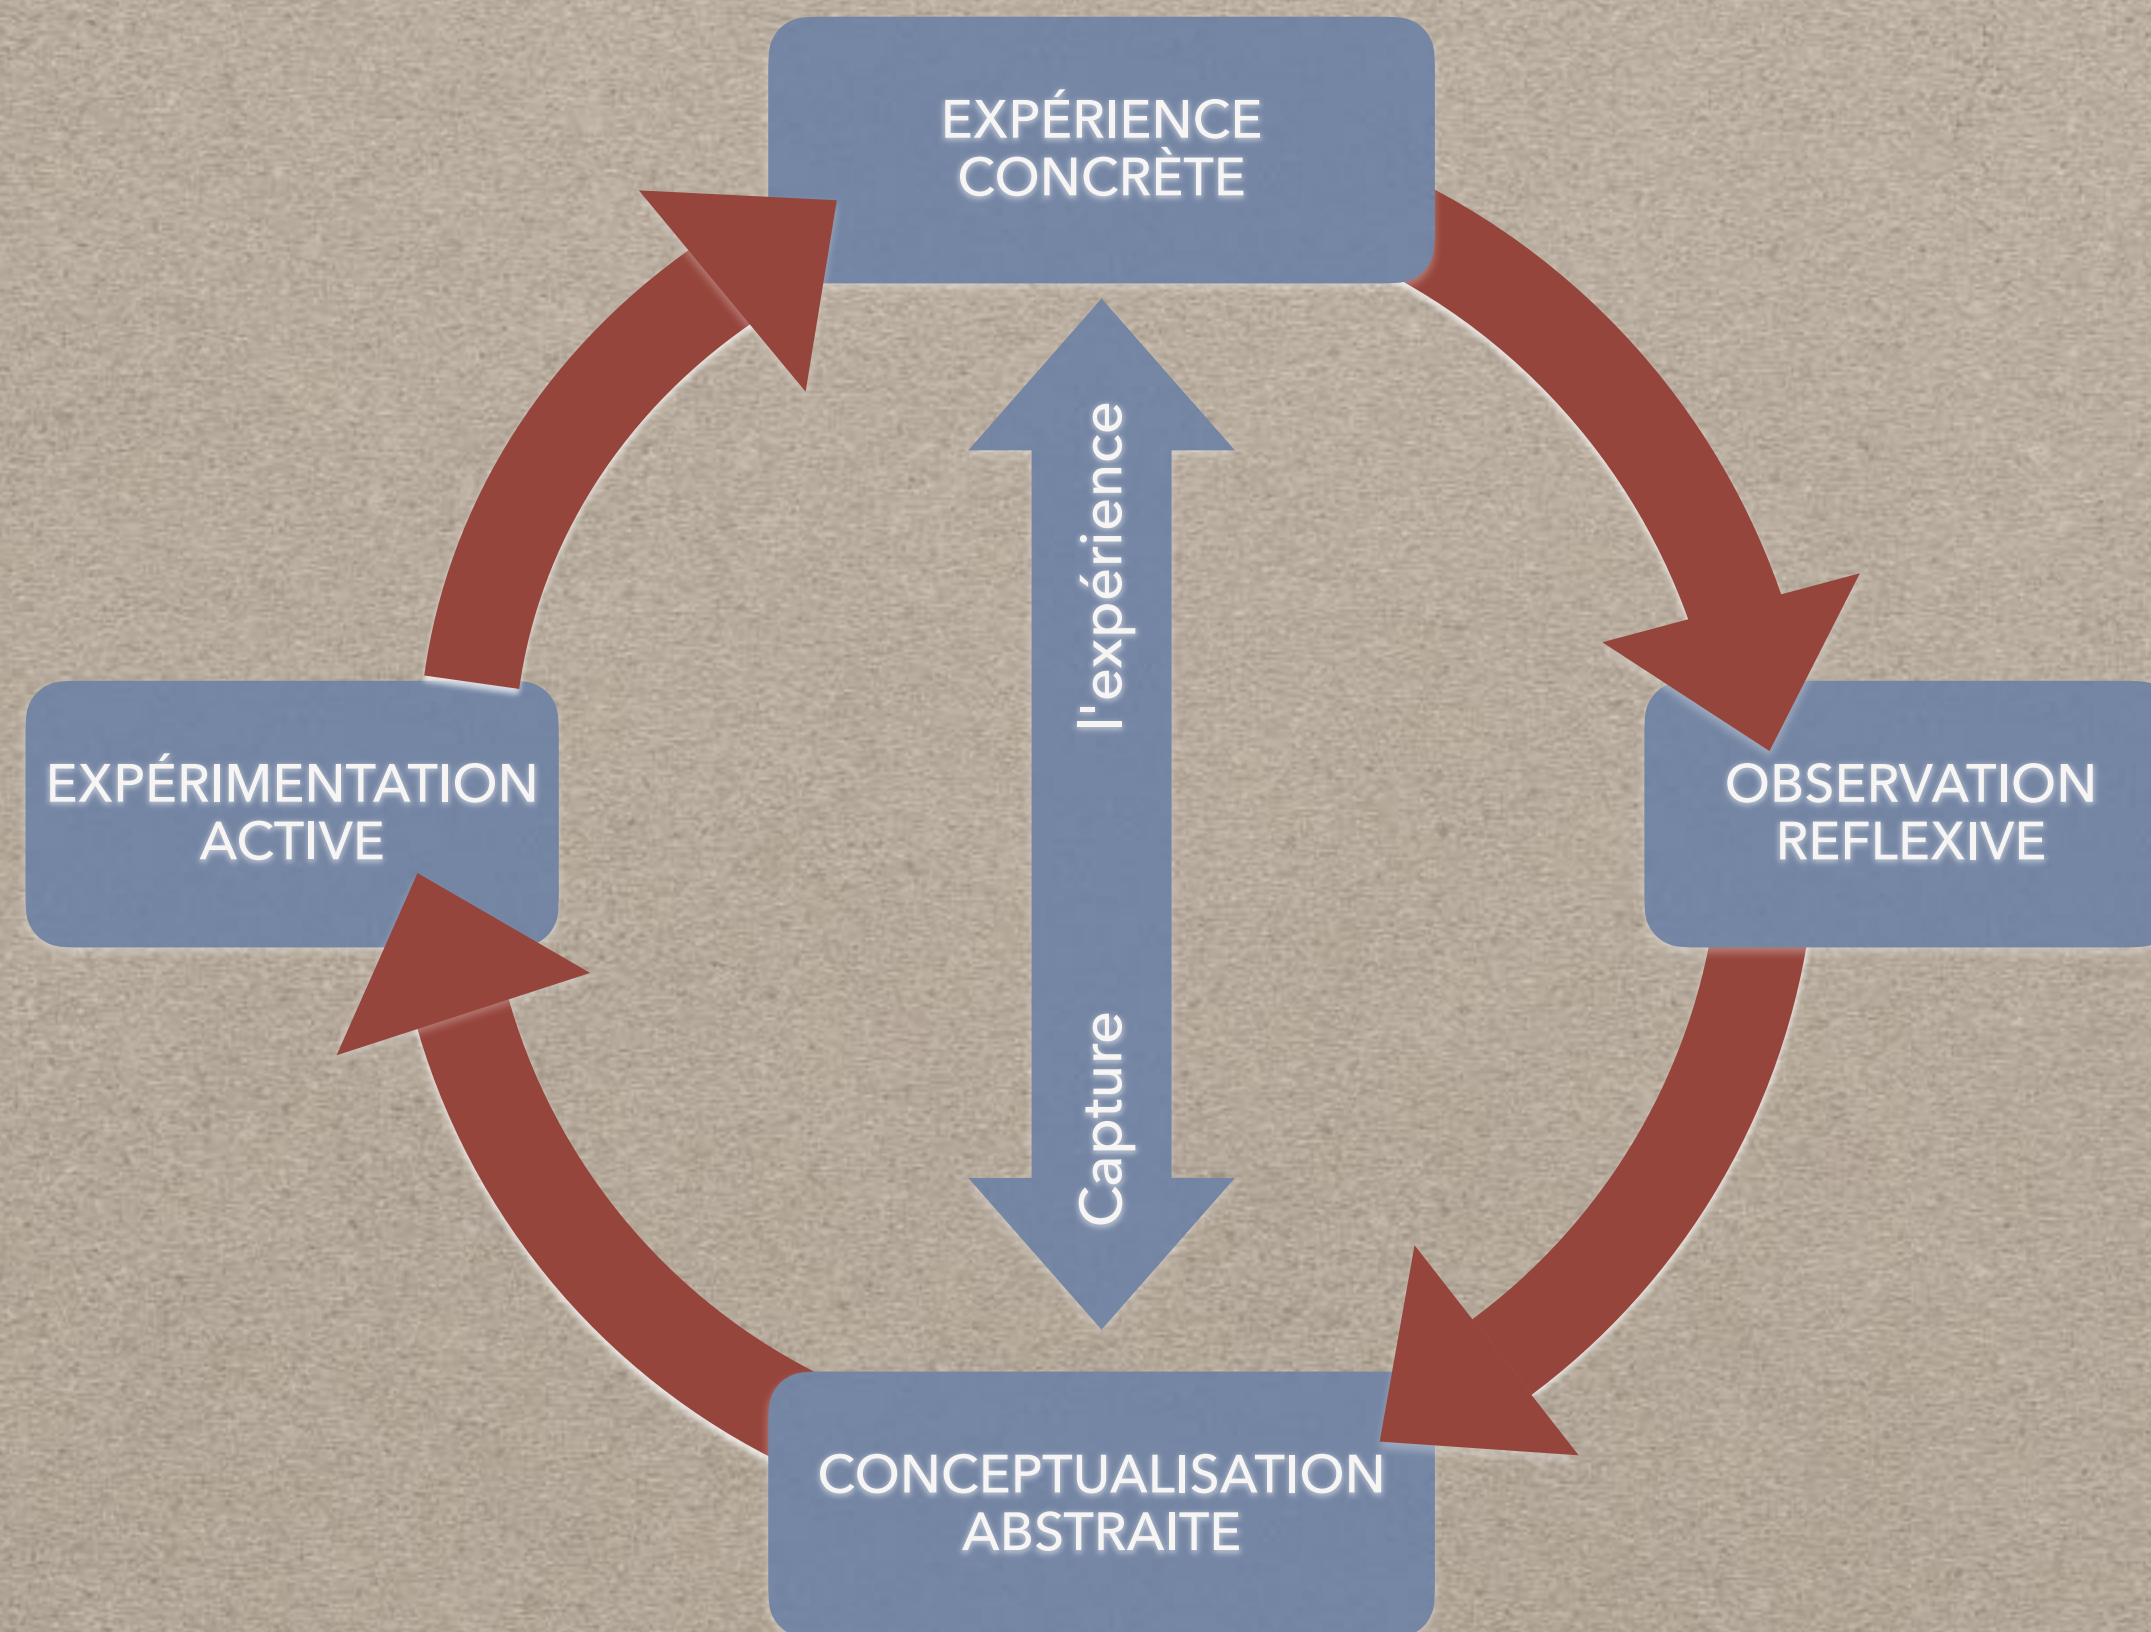 EXPÉRIENCE
CONCRÈTE
Capture l'expérience
EXPÉRIMENTATION
ACTIVE
OBSERVATION
REFLEXIVE
CONCEPTUALISATION
ABSTRAITE